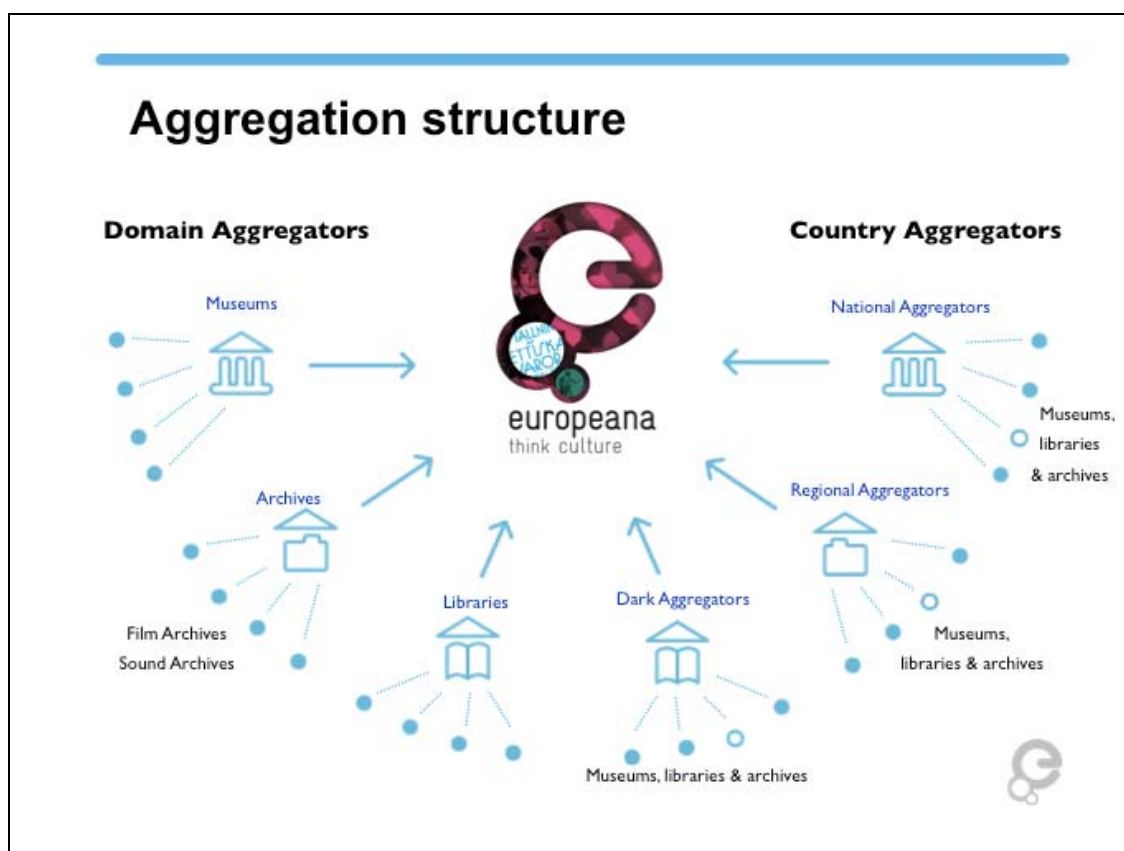 Aggregation structure
Domain Aggregators
Country Aggregators
Museums
National Aggregators
Museums,
libraries
& archives
europeana
think culture
Archives
Regional Aggregators
Film Archives
Sound Archives
Libraries
Dark Aggregators
Museums,
libraries & archives
Museums, libraries & archives